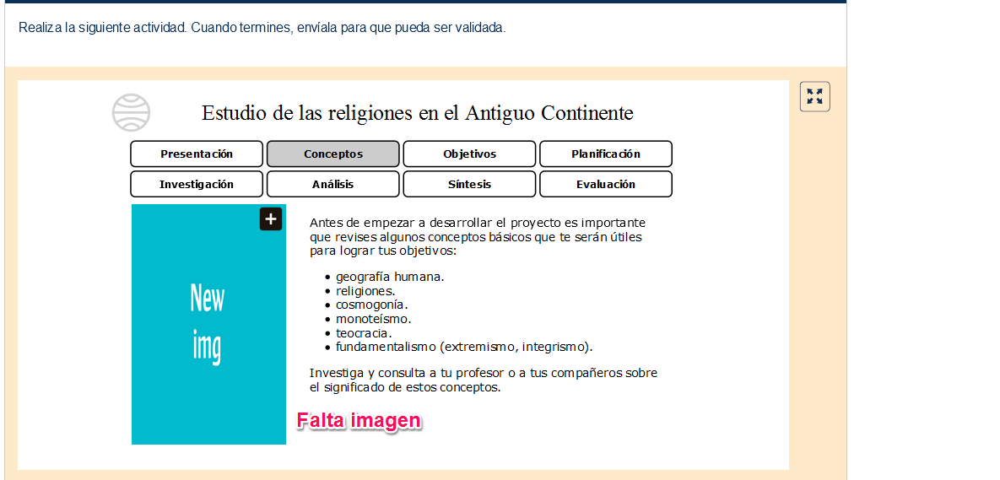 Realiza la siguiente actividad. Cuando termines, envíala para que pueda ser validada.
Estudio de las religiones en el Antiguo Continente
Presentación Conceptos Objetivos Planificación
Investigación Análisis Síntesis Evaluación
New
img
Antes de empezar a desarrollar el proyecto es importante
que revises algunos conceptos básicos que te serán útiles
para lograr tus objetivos:
• geografía humana.
• religiones.
• cosmogonía.
• monoteísmo.
• teocracia.
• fundamentalismo (extremismo, integrismo).
Investiga y consulta a tu profesor o a tus compañeros sobre
el significado de estos conceptos.
Falta imagen